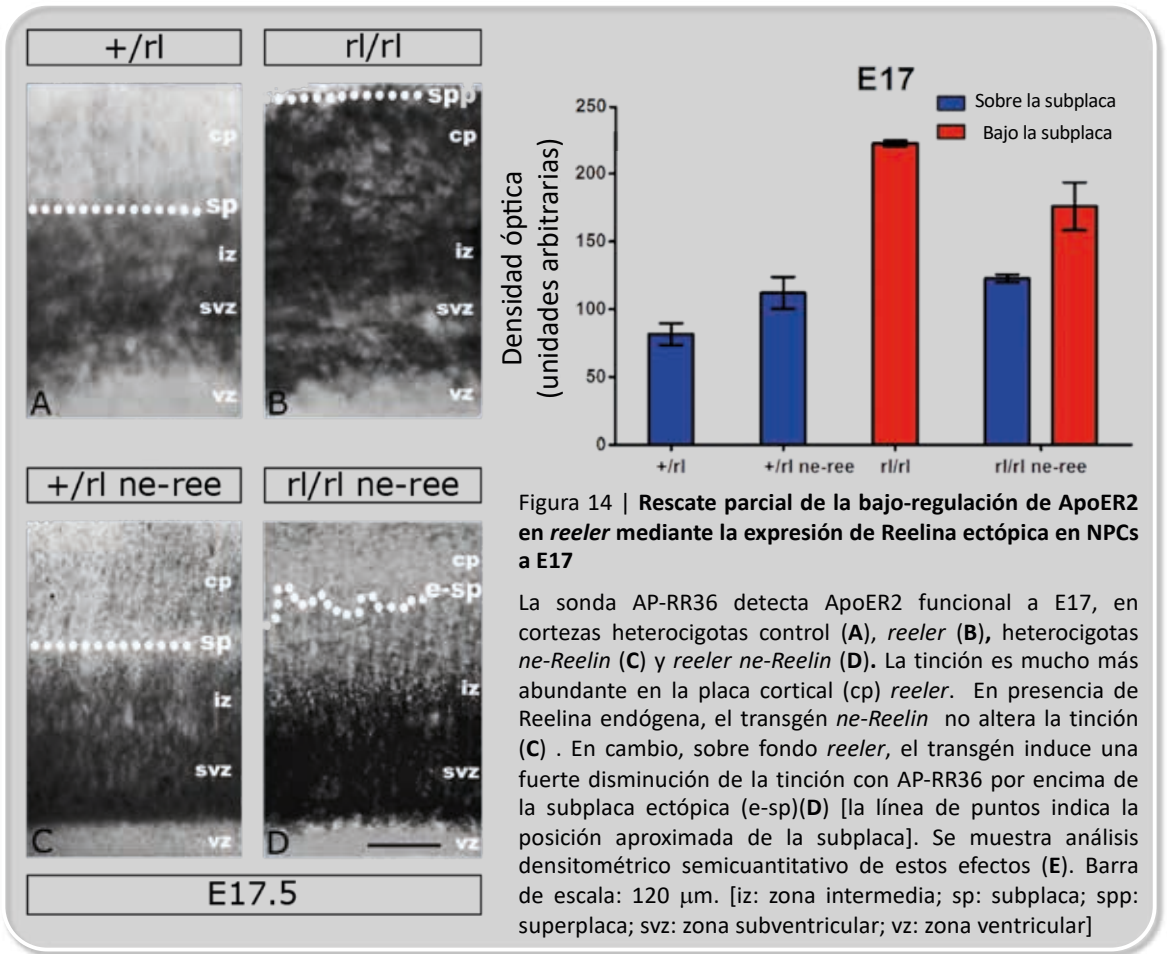 +/rl
rl/rl
spp
cp
cp
sp
iz
iz
svz
svz
vz
vz
A
B
+/rl ne-ree
rl/rl ne-ree
cp
cp
e-sp
sp
iz
iz
svz
svz
vz
vz
C
D
E17.5
E17
Sobre la subplaca
Bajo la subplaca
Densidad óptica
(unidades arbitrarias)
250
200
150
100
50
0
+/rl
+/rl ne-ree
rl/rl
rl/rl ne-ree
Figura 14 | Rescate parcial de la bajo-regulación de ApoER2
en reeler mediante la expresión de Reelina ectópica en NPCs
a E17
La sonda AP-RR36 detecta ApoER2 funcional a E17, en
cortezas heterocigotas control (A), reeler (B), heterocigotas
ne-Reelin (C) y reeler ne-Reelin (D). La tinción es mucho más
abundante en la placa cortical (cp) reeler. En presencia de
Reelina endógena, el transgén ne-Reelin no altera la tinción
(C) . En cambio, sobre fondo reeler, el transgén induce una
fuerte disminución de la tinción con AP-RR36 por encima de
la subplaca ectópica (e-sp)(D) [la línea de puntos indica la
posición aproximada de la subplaca]. Se muestra análisis
densitométrico semicuantitativo de estos efectos (E). Barra
de escala: 120 μm. [iz: zona intermedia; sp: subplaca; spp:
superplaca; svz: zona subventricular; vz: zona ventricular]